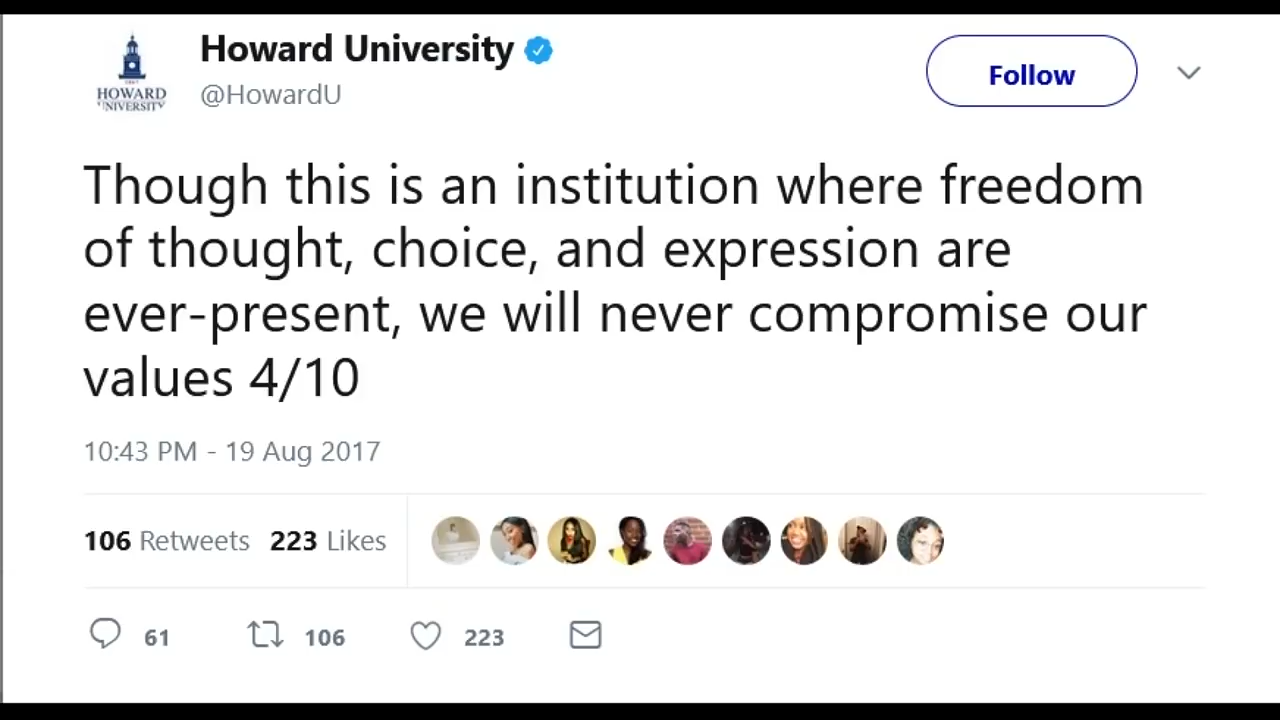 Howard University
@HowardU
Follow
HOWARD
UNIVERSITY
Though this is an institution where freedom
of thought, choice, and expression are
ever-present, we will never compromise our
values 4/10
10:43 PM - 19 Aug 2017
106 Retweets 223 Likes
61 106 223